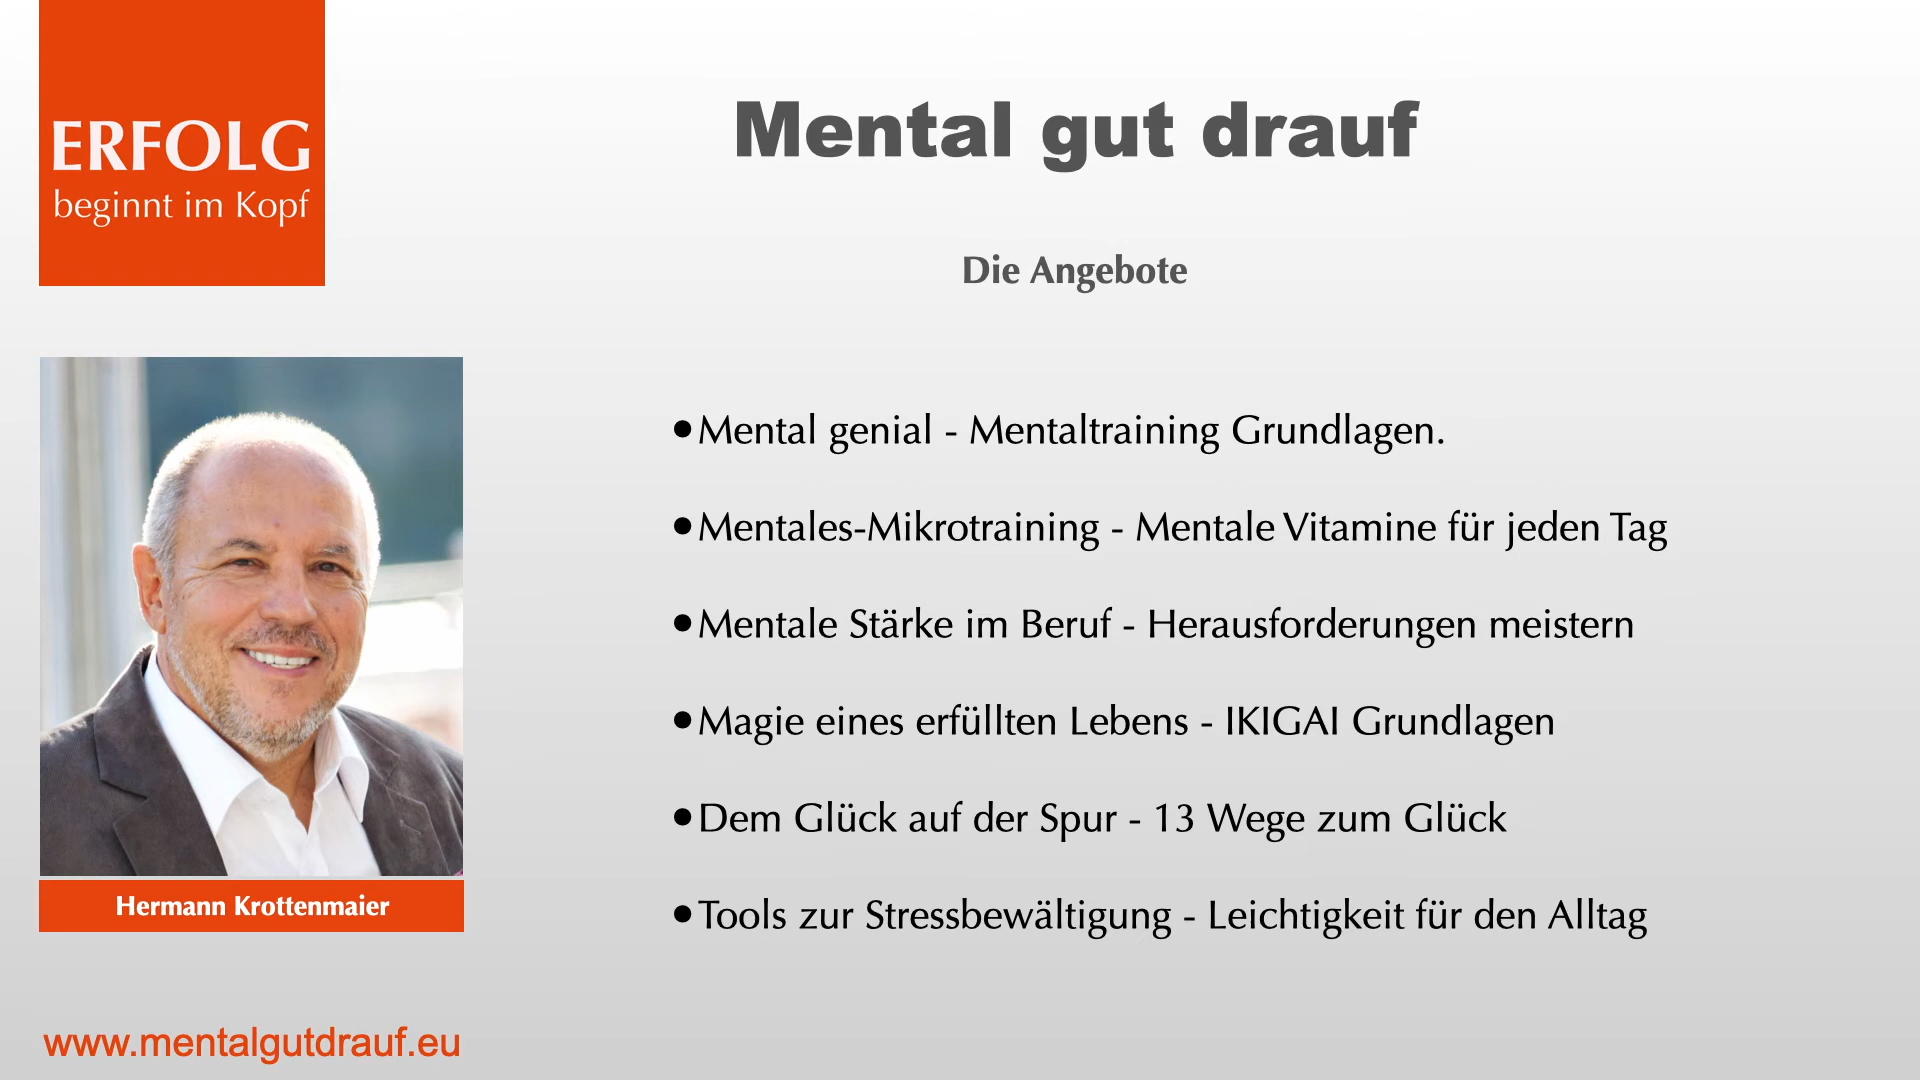 ERFOLG
beginnt im Kopf
Mental gut drauf
Die Angebote
•Mental genial - Mentaltraining Grundlagen.
•Mentales-Mikrotraining - Mentale Vitamine für jeden Tag
•Mentale Stärke im Beruf - Herausforderungen meistern
•Magie eines erfüllten Lebens - IKIGAI Grundlagen
•Dem Glück auf der Spur - 13 Wege zum Glück
•Tools zur Stressbewältigung - Leichtigkeit für den Alltag
Hermann Krottenmaier
www.mentalgutdrauf.eu